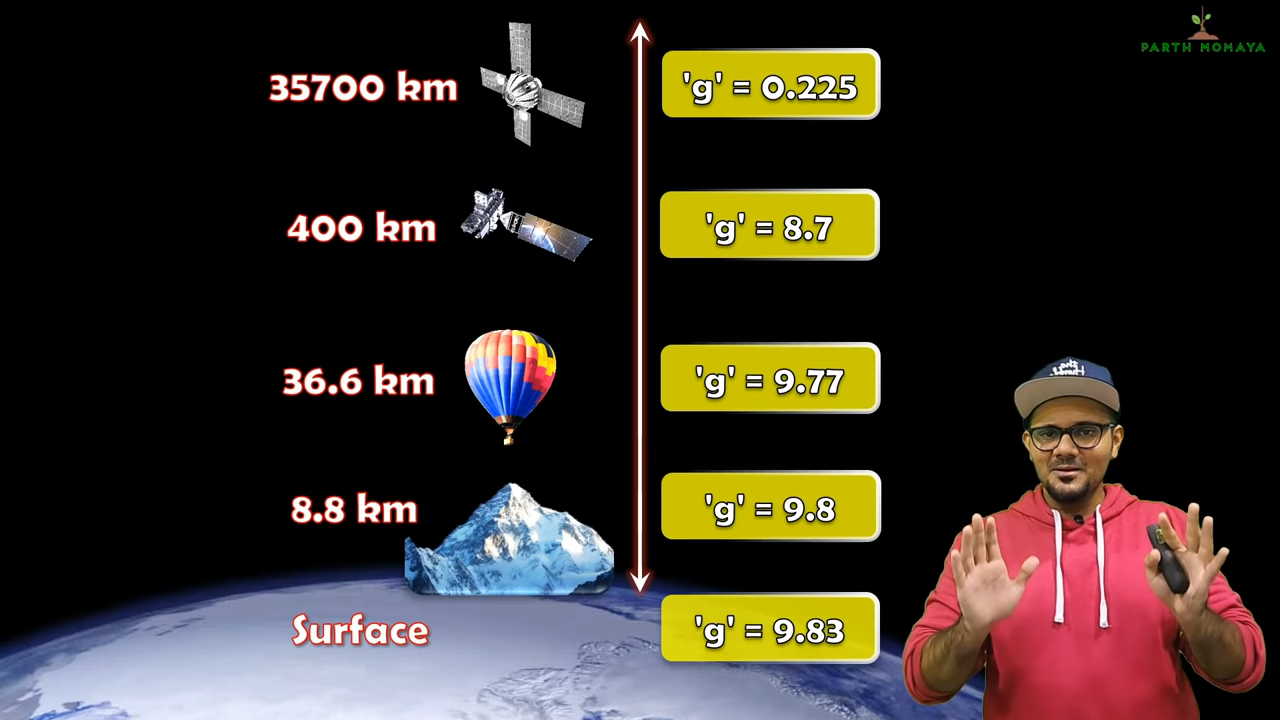 PARTH MOMAYA
35700 km 'g' = 0.225
400 km 'g' = 8.7
36.6 km 'g' = 9.77
8.8 km 'g' = 9.8
Surface 'g' = 9.83